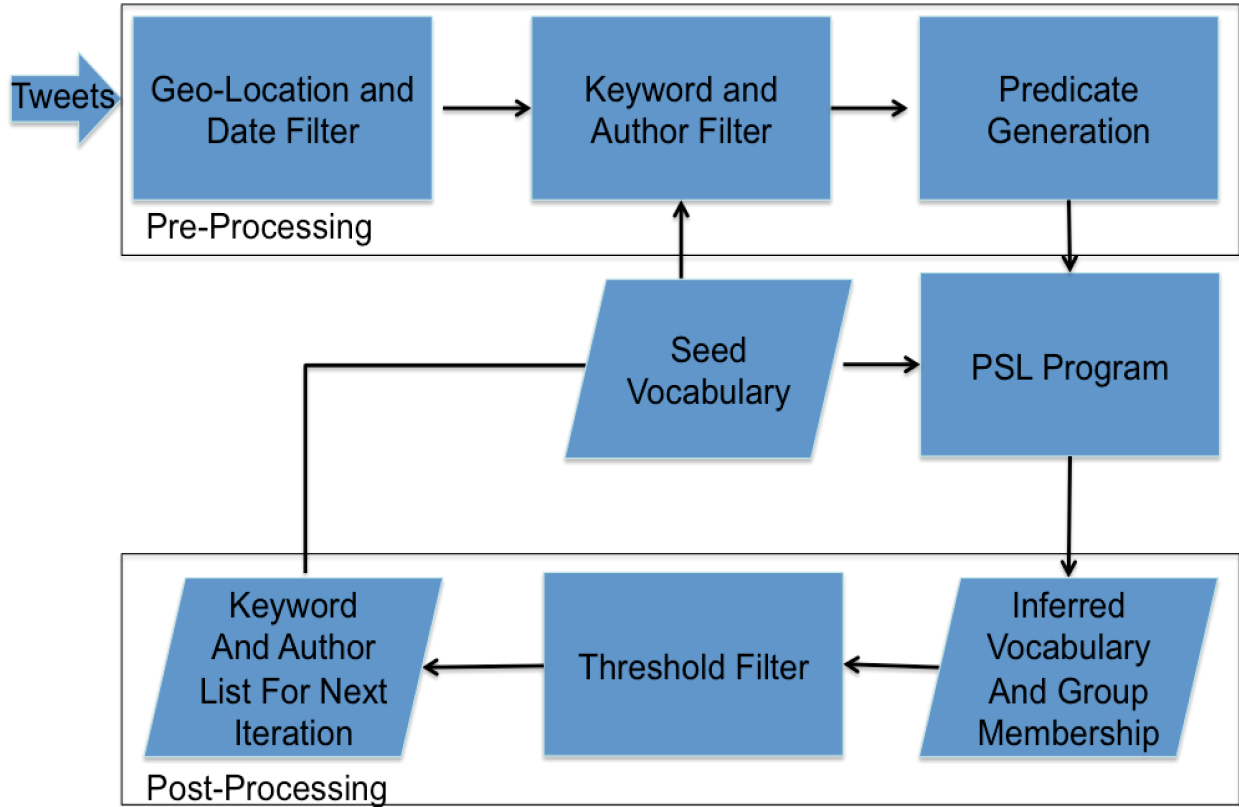 Tweets
Geo-Location and
Date Filter
Keyword and
Author Filter
Predicate
Generation
Pre-Processing
Seed
Vocabulary
PSL Program
Keyword
And Author
List For Next
Iteration
Threshold Filter
Inferred
Vocabulary
And Group
Membership
Post-Processing